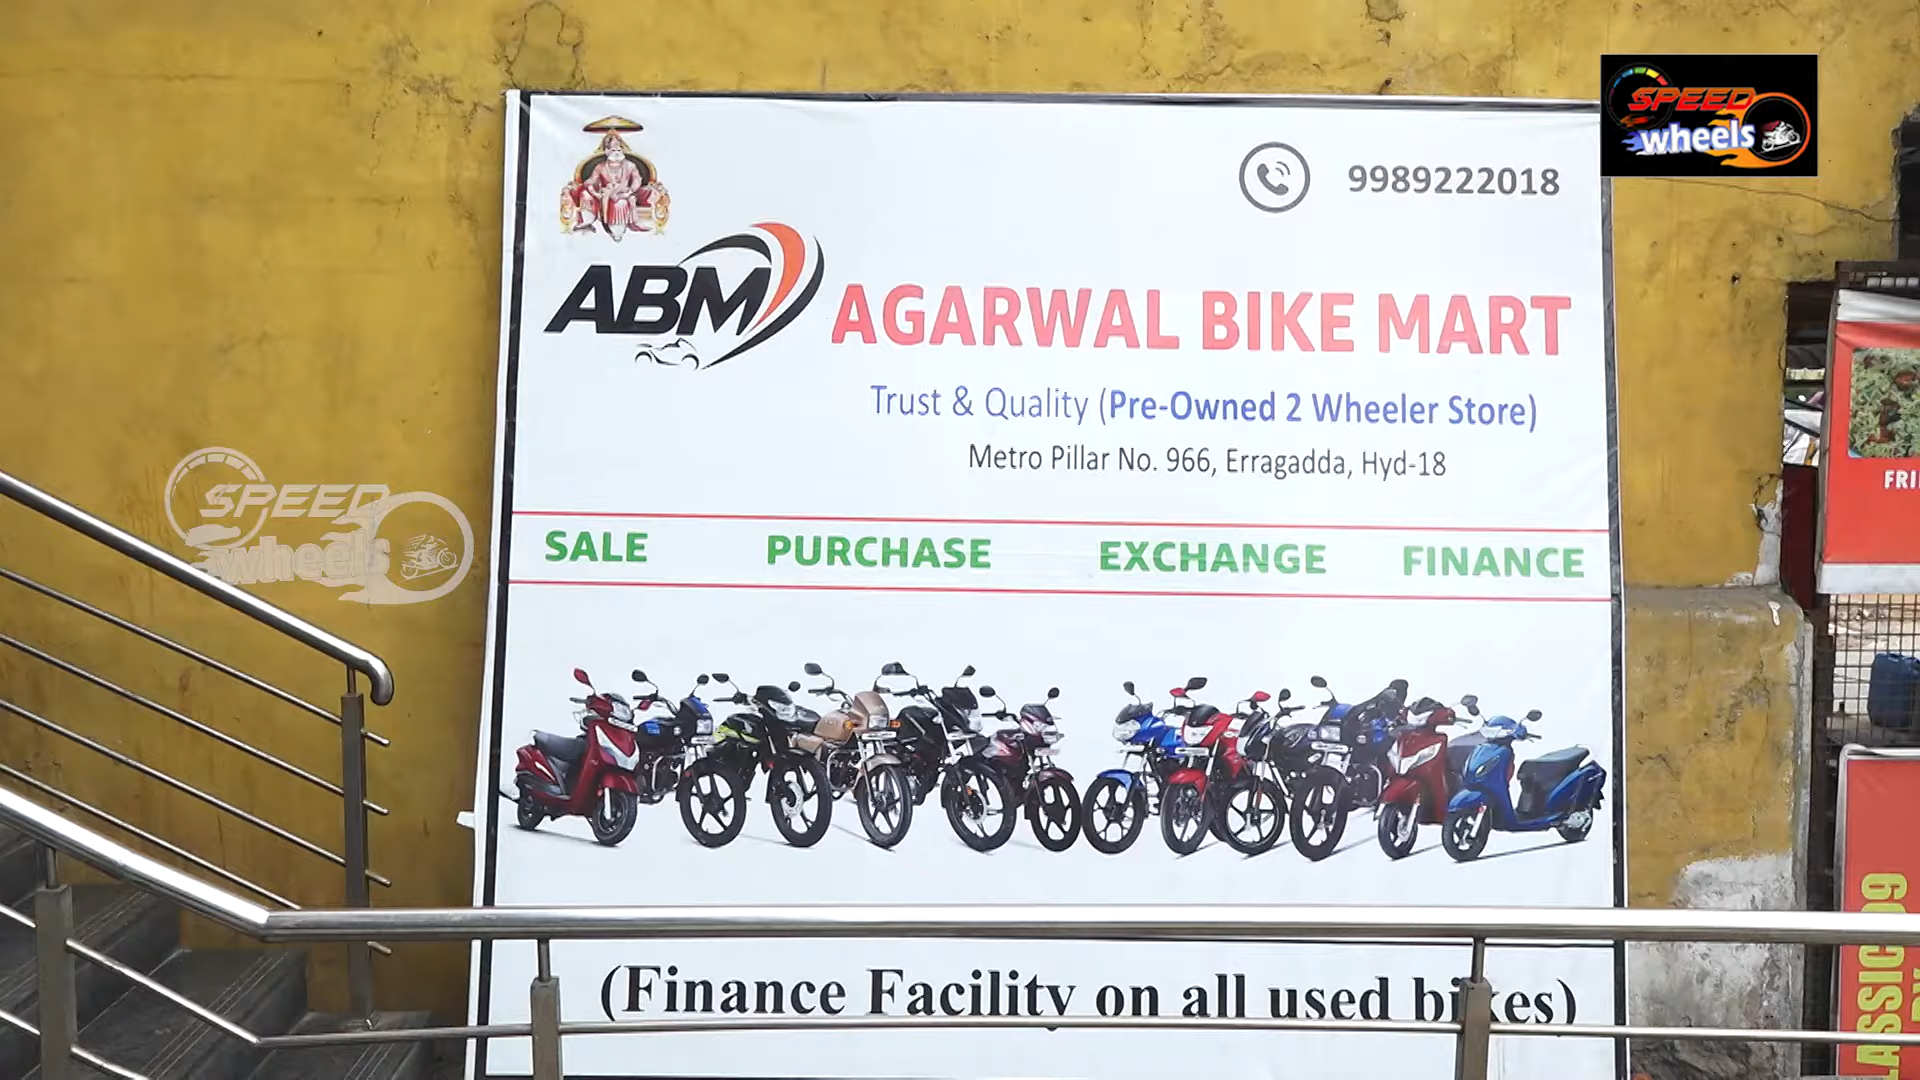 SPEED
wheels
9989222018
ABM
AGARWAL BIKE MART
Trust & Quality (Pre-Owned 2 Wheeler Store)
Metro Pillar No. 966, Erragadda, Hyd-18
SPEED
wheels
SALE PURCHASE EXCHANGE FINANCE
(Finance Facility on all used bikes)